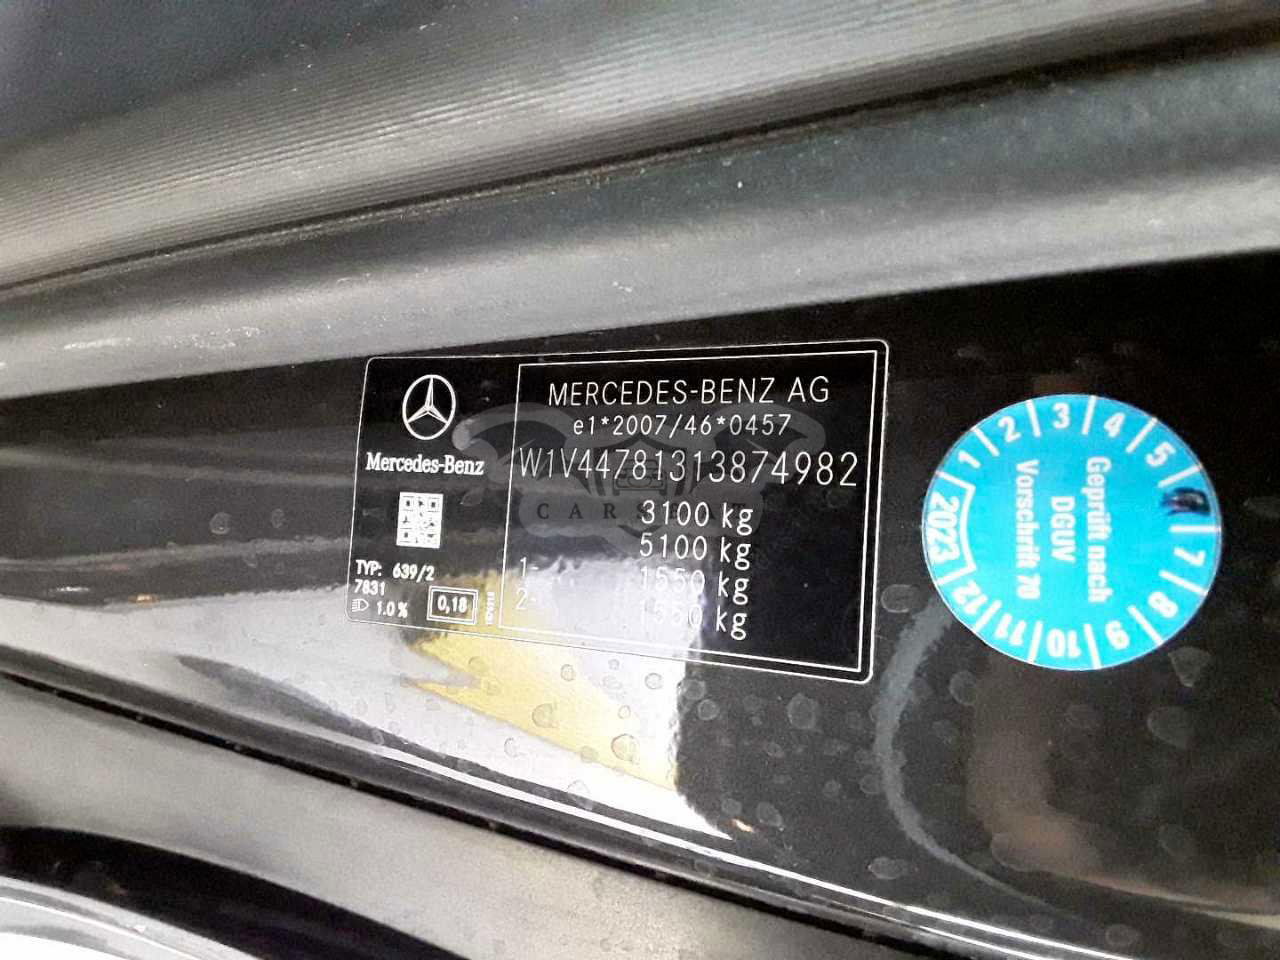 Mercedes-Benz
TYP: 639/2
7831
1.0 %
0,18
MERCEDES-BENZ AG
e1*2007/46*0457
W1V44781313874982
3100 kg
5100 kg
1- 1550 kg
2- 1550 kg
CARSEAT
1 2 3 4 5 7 8 9 10 11 12
2023
Geprüft nach
DGUV
Vorschrift 70